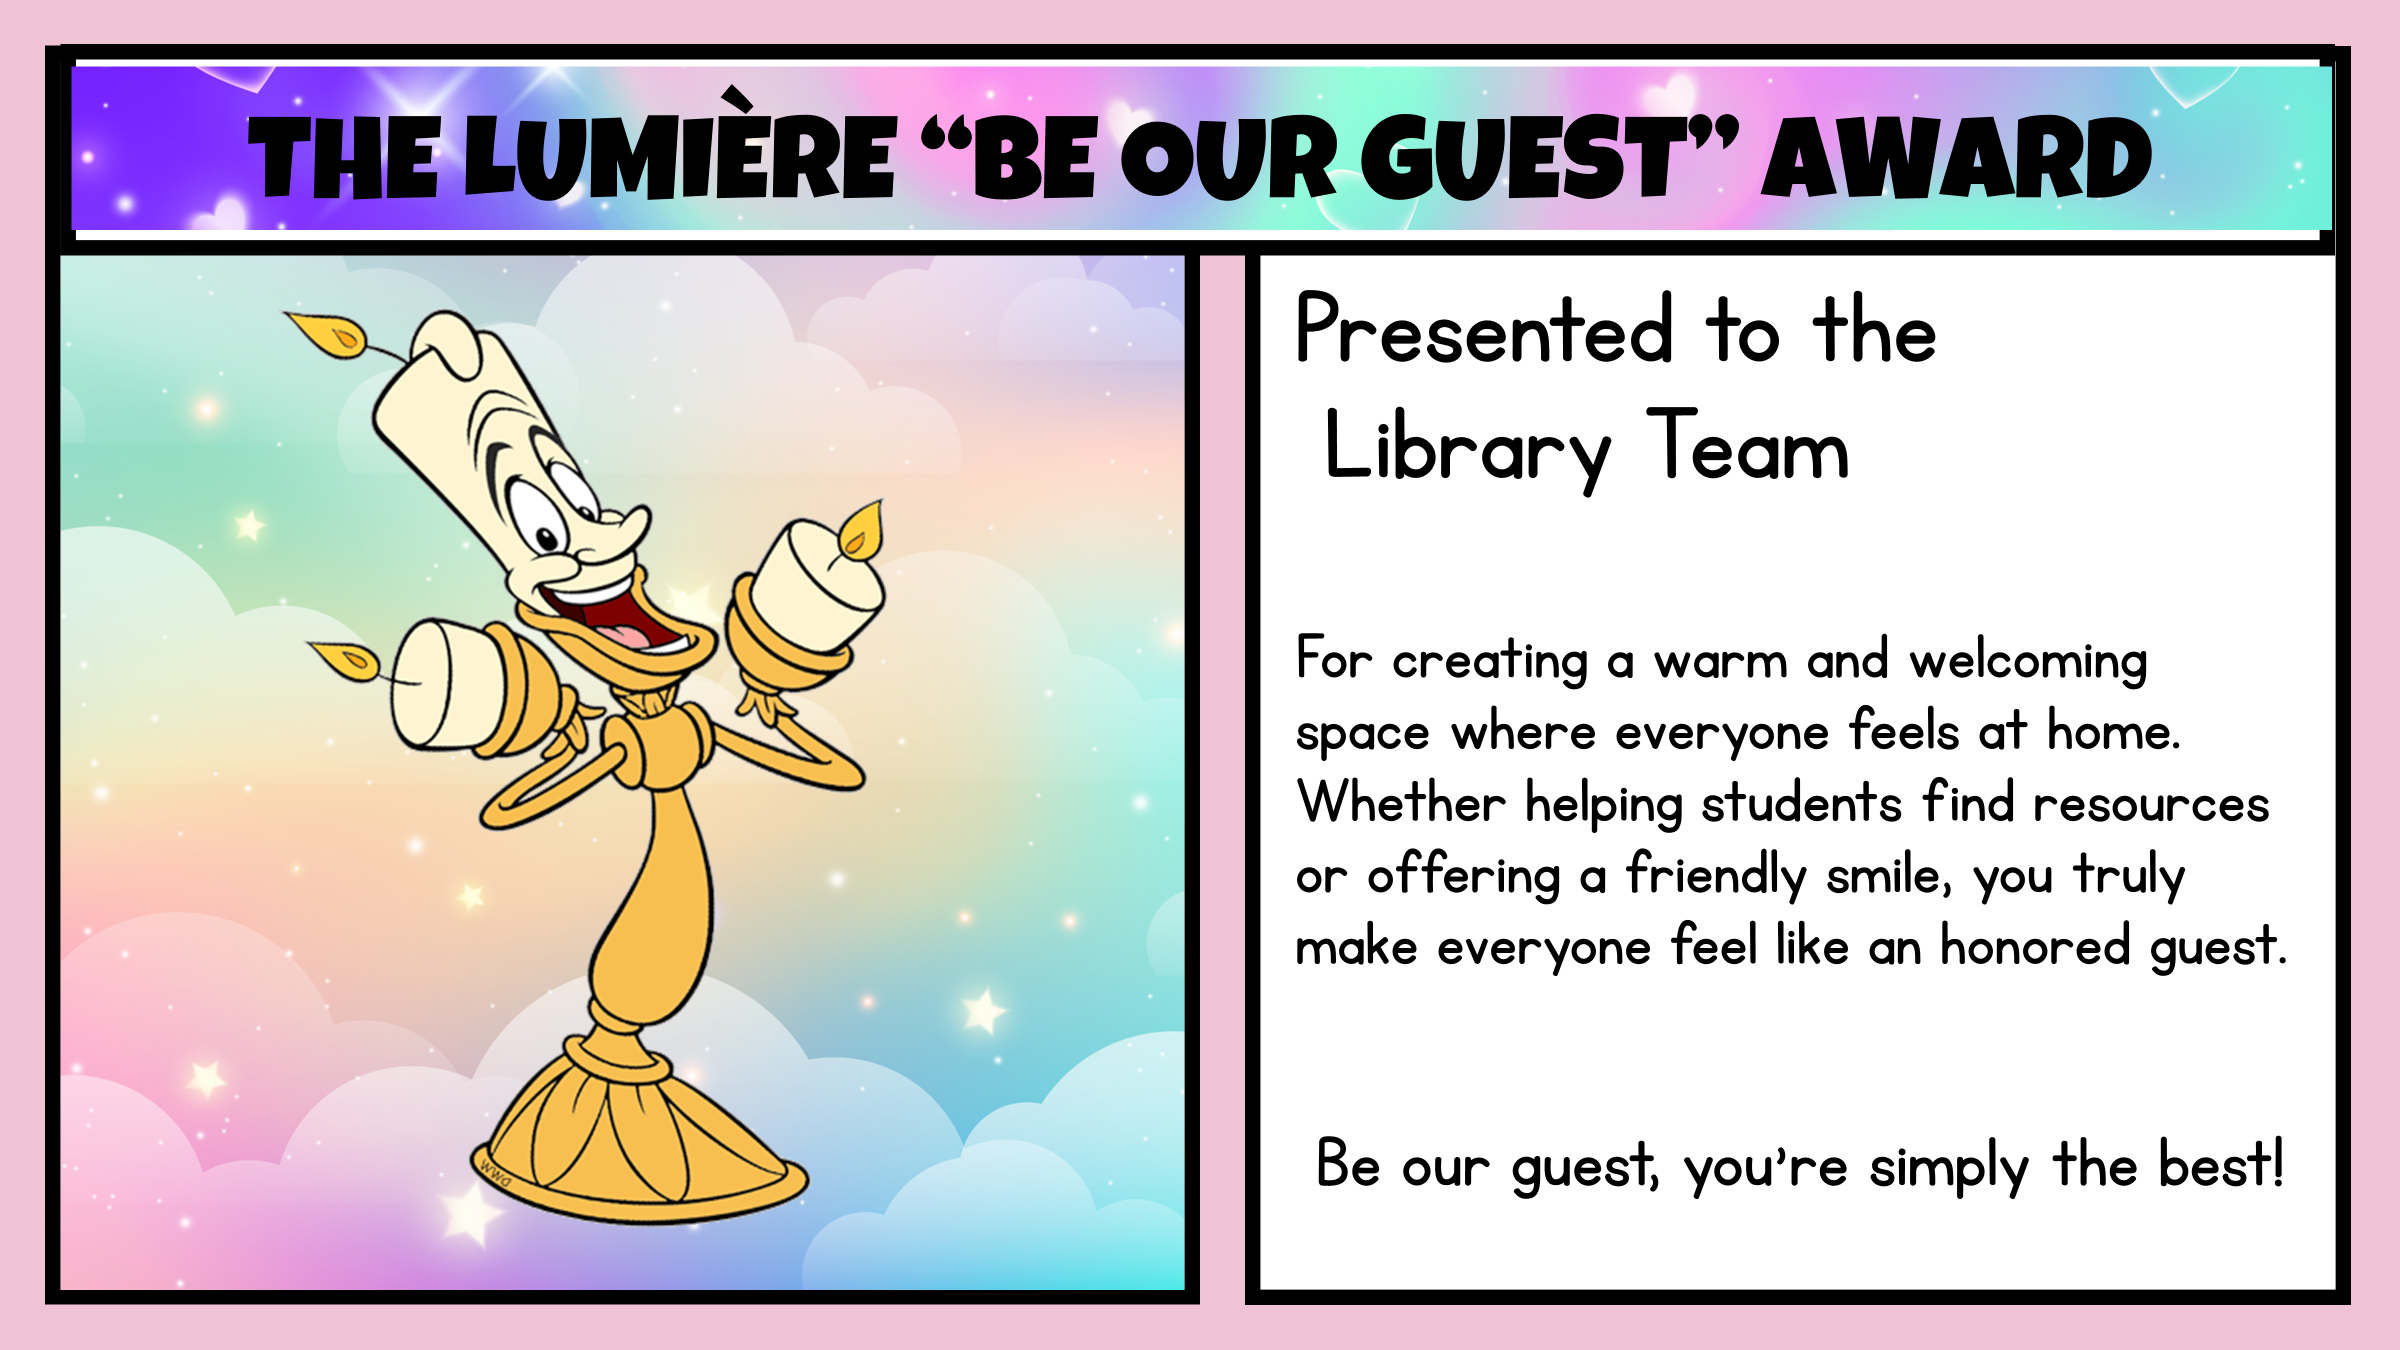 THE LUMIÈRE “BE OUR GUEST” AWARD
Presented to the
Library Team
For creating a warm and welcoming
space where everyone feels at home.
Whether helping students find resources
or offering a friendly smile, you truly
make everyone feel like an honored guest.
Be our guest, you’re simply the best!